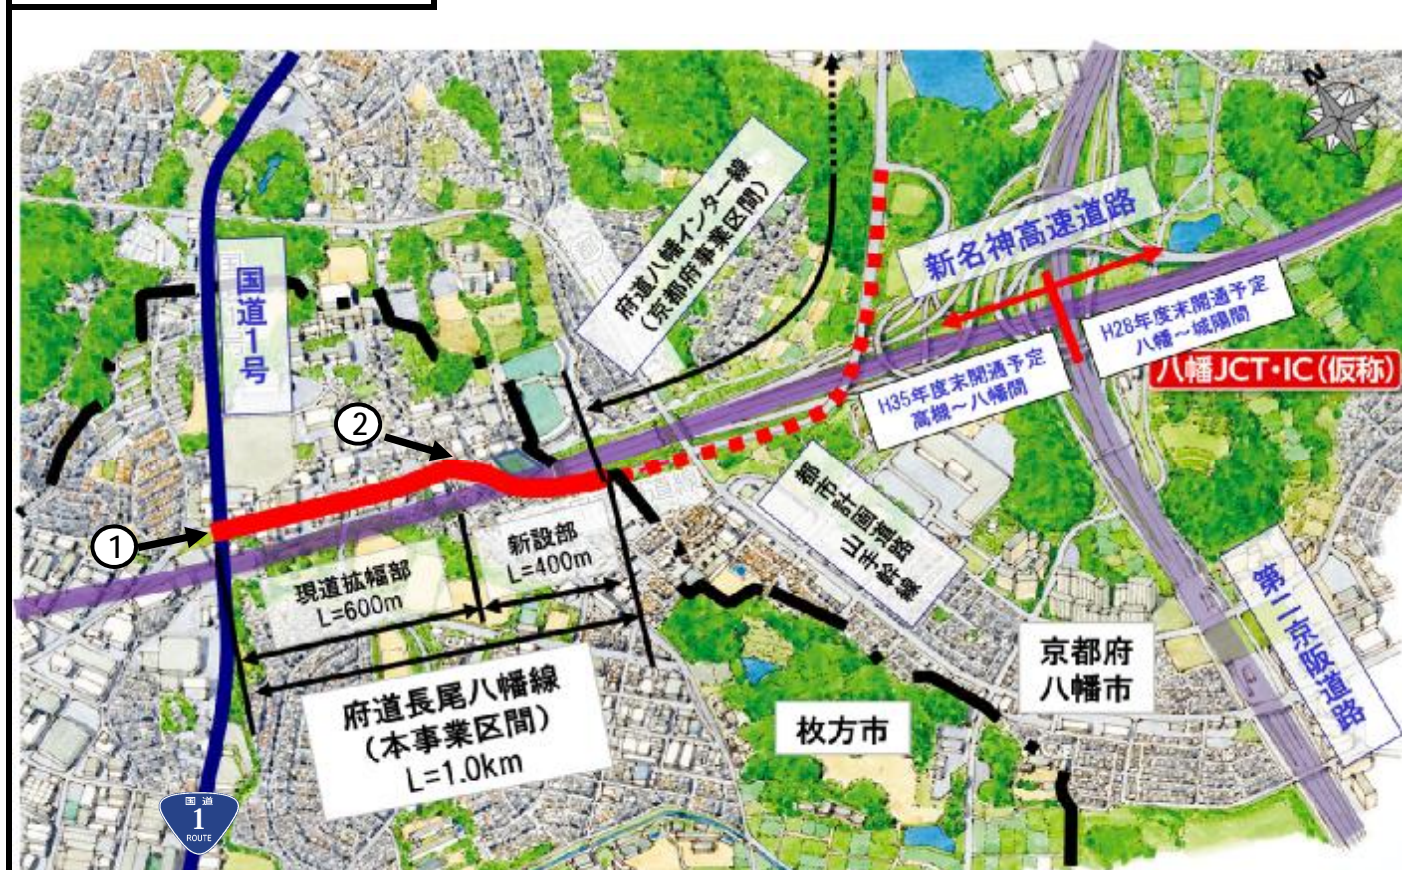 N
府道八幡インター線
（京都府事業区間）
新名神高速道路
国道1号
H28年度末開通予定
八幡～城陽間
八幡JCT・IC（仮称）
H35年度末開通予定
高槻～八幡間
②
①
都市計画道路
山手幹線
新設部
L=400m
現道拡幅部
L=600m
第二京阪道路
京都府
八幡市
府道長尾八幡線
（本事業区間）
L=1.0km
枚方市
国道
1
ROUTE